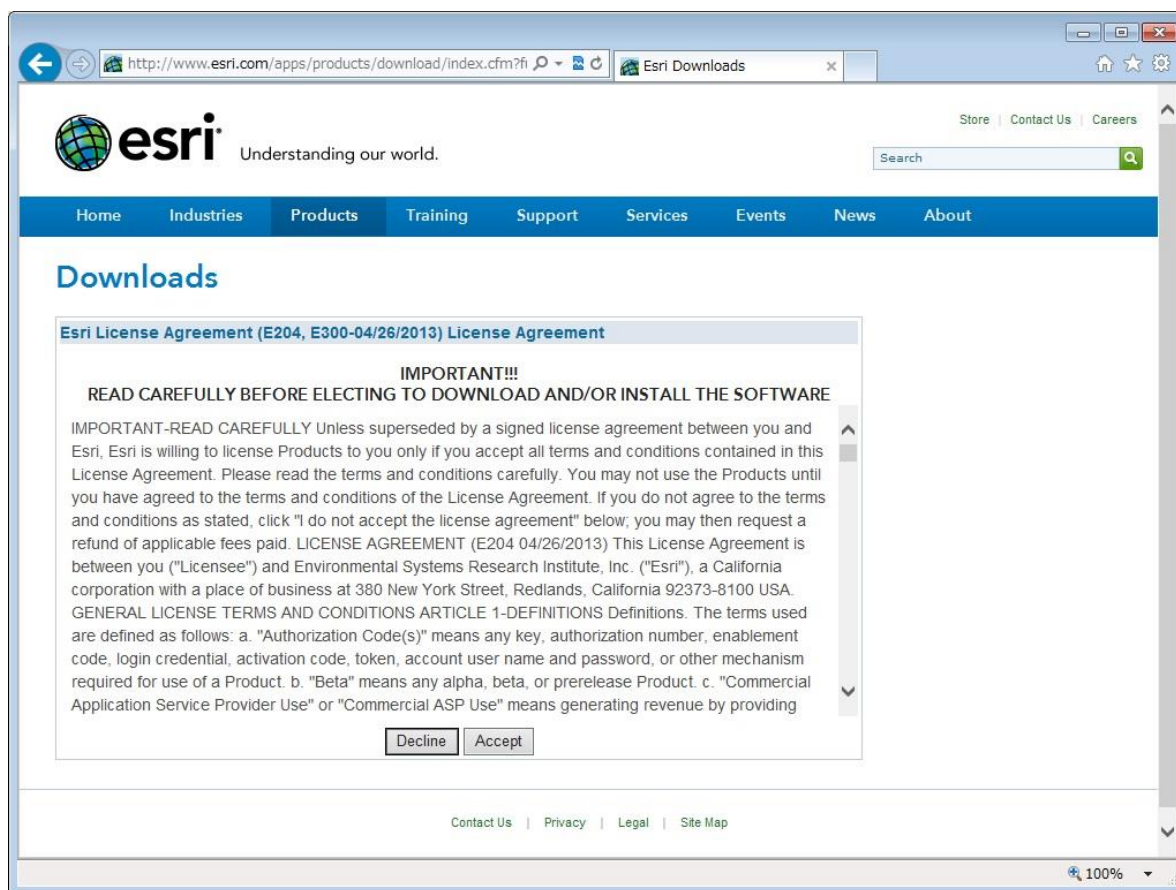 http://www.esri.com/apps/products/download/index.cfm?fi
Esri Downloads
esri
Understanding our world.
Store | Contact Us | Careers
Search
Home Industries Products Training Support Services Events News About
Downloads
Esri License Agreement (E204, E300-04/26/2013) License Agreement
IMPORTANT!!!
READ CAREFULLY BEFORE ELECTING TO DOWNLOAD AND/OR INSTALL THE SOFTWARE
IMPORTANT-READ CAREFULLY Unless superseded by a signed license agreement between you and
Esri, Esri is willing to license Products to you only if you accept all terms and conditions contained in this
License Agreement. Please read the terms and conditions carefully. You may not use the Products until
you have agreed to the terms and conditions of the License Agreement. If you do not agree to the terms
and conditions as stated, click "I do not accept the license agreement" below; you may then request a
refund of applicable fees paid. LICENSE AGREEMENT (E204 04/26/2013) This License Agreement is
between you ("Licensee") and Environmental Systems Research Institute, Inc. ("Esri"), a California
corporation with a place of business at 380 New York Street, Redlands, California 92373-8100 USA.
GENERAL LICENSE TERMS AND CONDITIONS ARTICLE 1-DEFINITIONS Definitions. The terms used
are defined as follows: a. "Authorization Code(s)" means any key, authorization number, enablement
code, login credential, activation code, token, account user name and password, or other mechanism
required for use of a Product. b. "Beta" means any alpha, beta, or prerelease Product. c. "Commercial
Application Service Provider Use" or "Commercial ASP Use" means generating revenue by providing
Decline Accept
Contact Us | Privacy | Legal | Site Map
100%